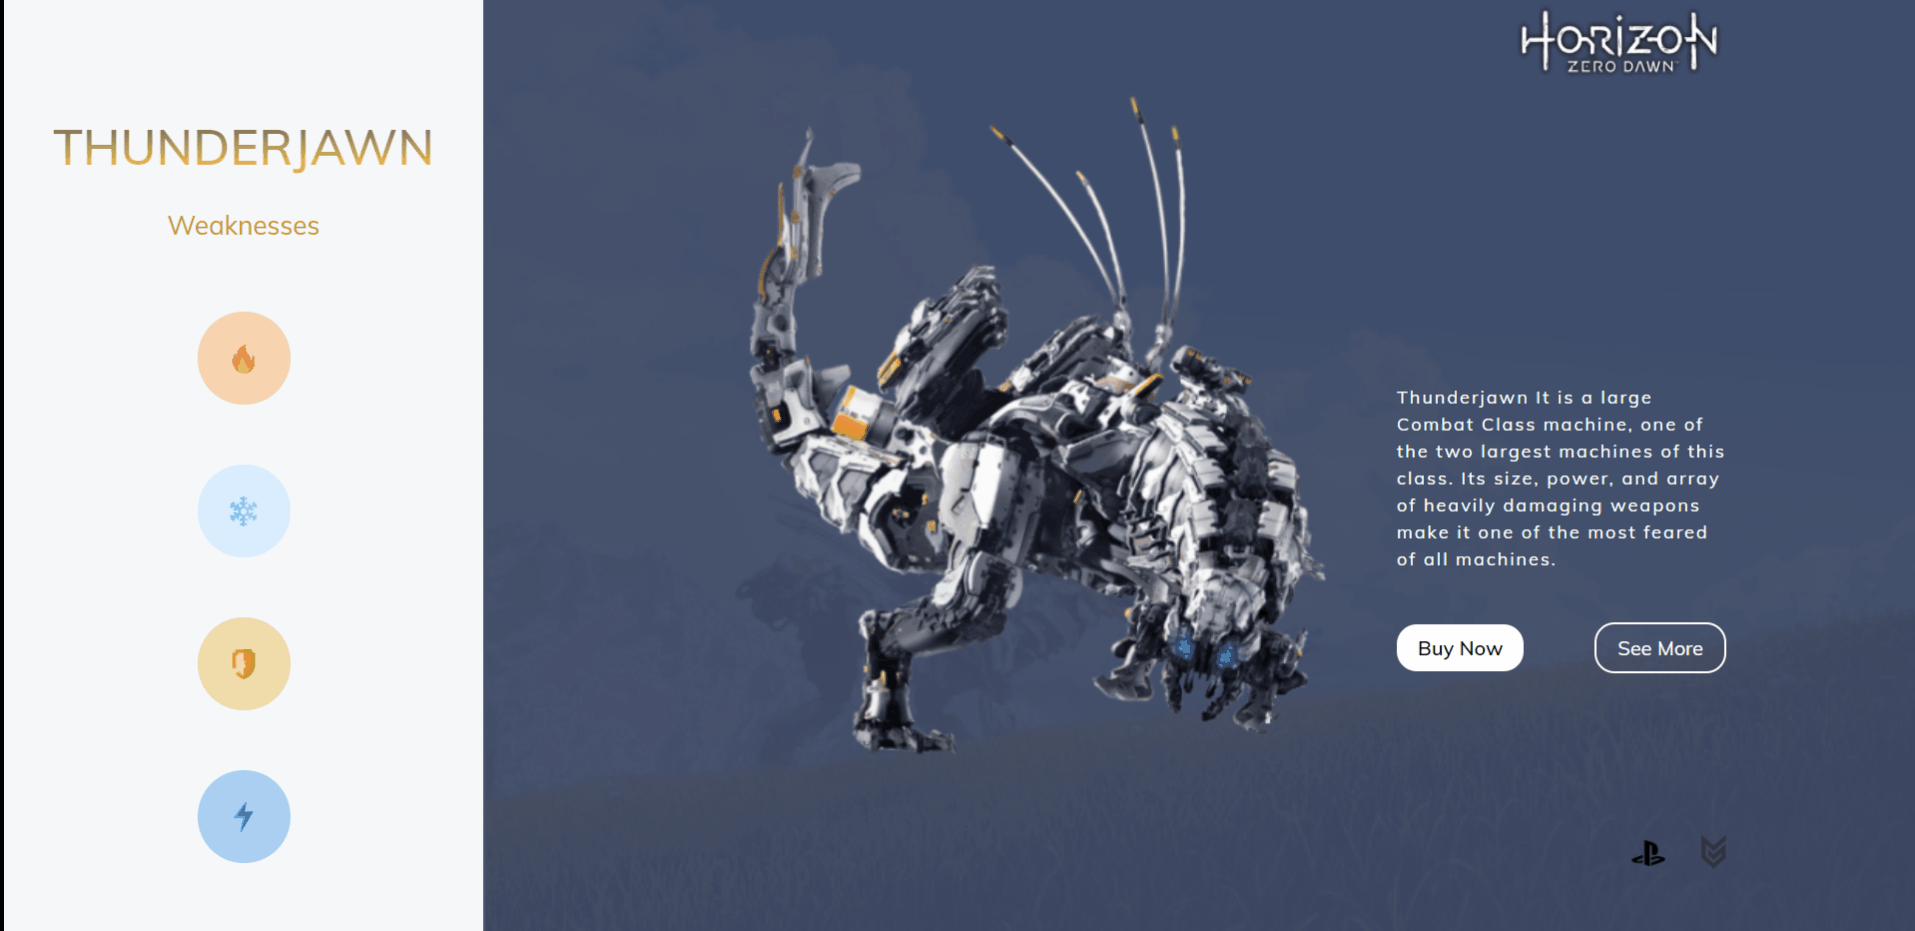 HORIZON
ZERO DAWN™
THUNDERJAWN
Weaknesses
Thunderjawn It is a large
Combat Class machine, one of
the two largest machines of this
class. Its size, power, and array
of heavily damaging weapons
make it one of the most feared
of all machines.
Buy Now
See More